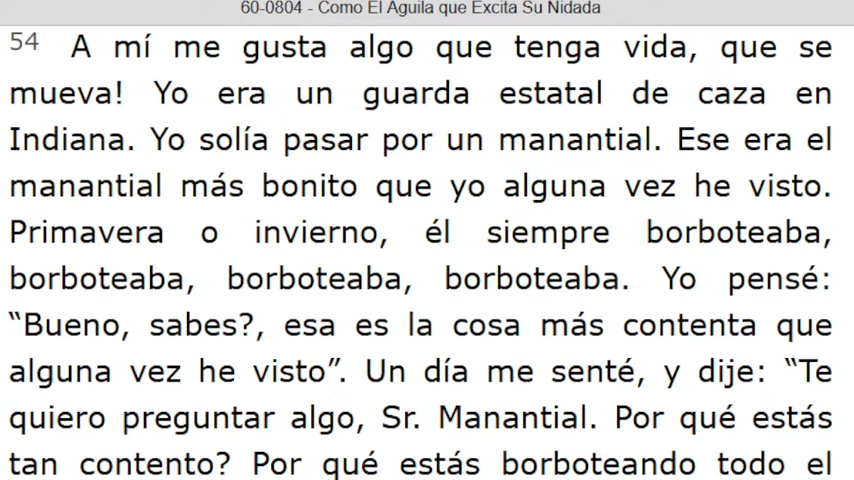 60-0804 - Como El Aguila que Excita Su Nidada
54 A mí me gusta algo que tenga vida, que se
mueva! Yo era un guarda estatal de caza en
Indiana. Yo solía pasar por un manantial. Ese era el
manantial más bonito que yo alguna vez he visto.
Primavera o invierno, él siempre borboteaba,
borboteaba, borboteaba, borboteaba. Yo pensé:
“Bueno, sabes?, esa es la cosa más contenta que
alguna vez he visto”. Un día me senté, y dije: “Te
quiero preguntar algo, Sr. Manantial. Por qué estás
tan contento? Por qué estás borboteando todo el